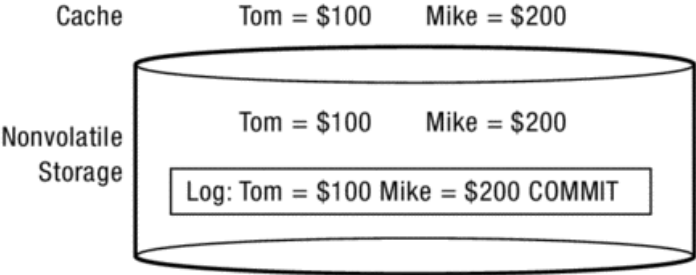 Cache Tom = $100 Mike = $200
Tom = $100 Mike = $200
Nonvolatile
Storage
Log: Tom = $100 Mike = $200 COMMIT